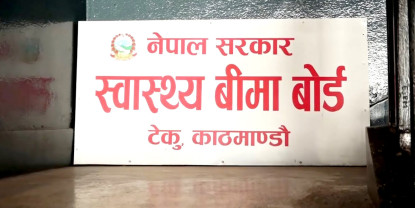 नेपाल सरकार
स्वास्थ्य बीमा बोर्ड
टेकु, काठमाण्डौ